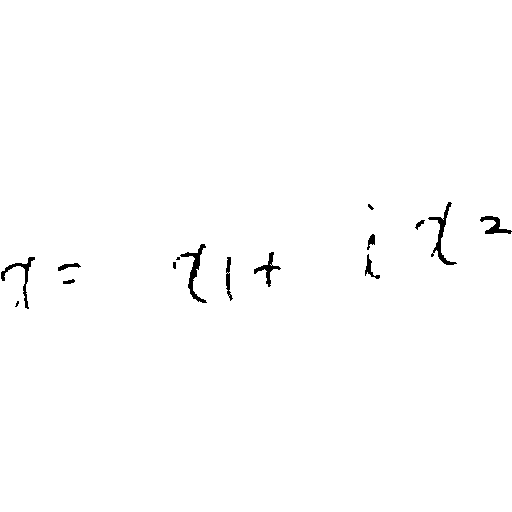 x = x1 + i x2